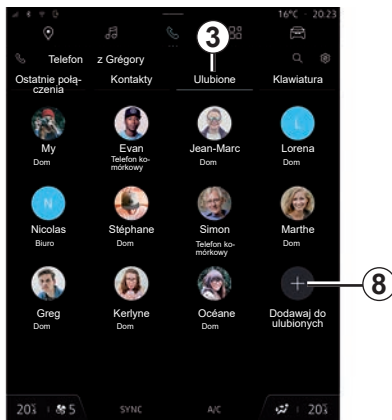 16°C 20:23
3
Telefon z Grégory
Ostatnie połą-
czenia
Kontakty
Ulubione
Klawiatura
My
Dom
Evan
Telefon ko-
mórkowy
Jean-Marc
Dom
L
Lorena
Dom
N
Nicolas
Biuro
Stéphane
Dom
Simon
Telefon ko-
mórkowy
Marthe
Dom
Greg
Dom
Kerlyne
Dom
Océane
Dom
+
Dodawaj do
ulubionych
8
20 5 SYNC A/C 20